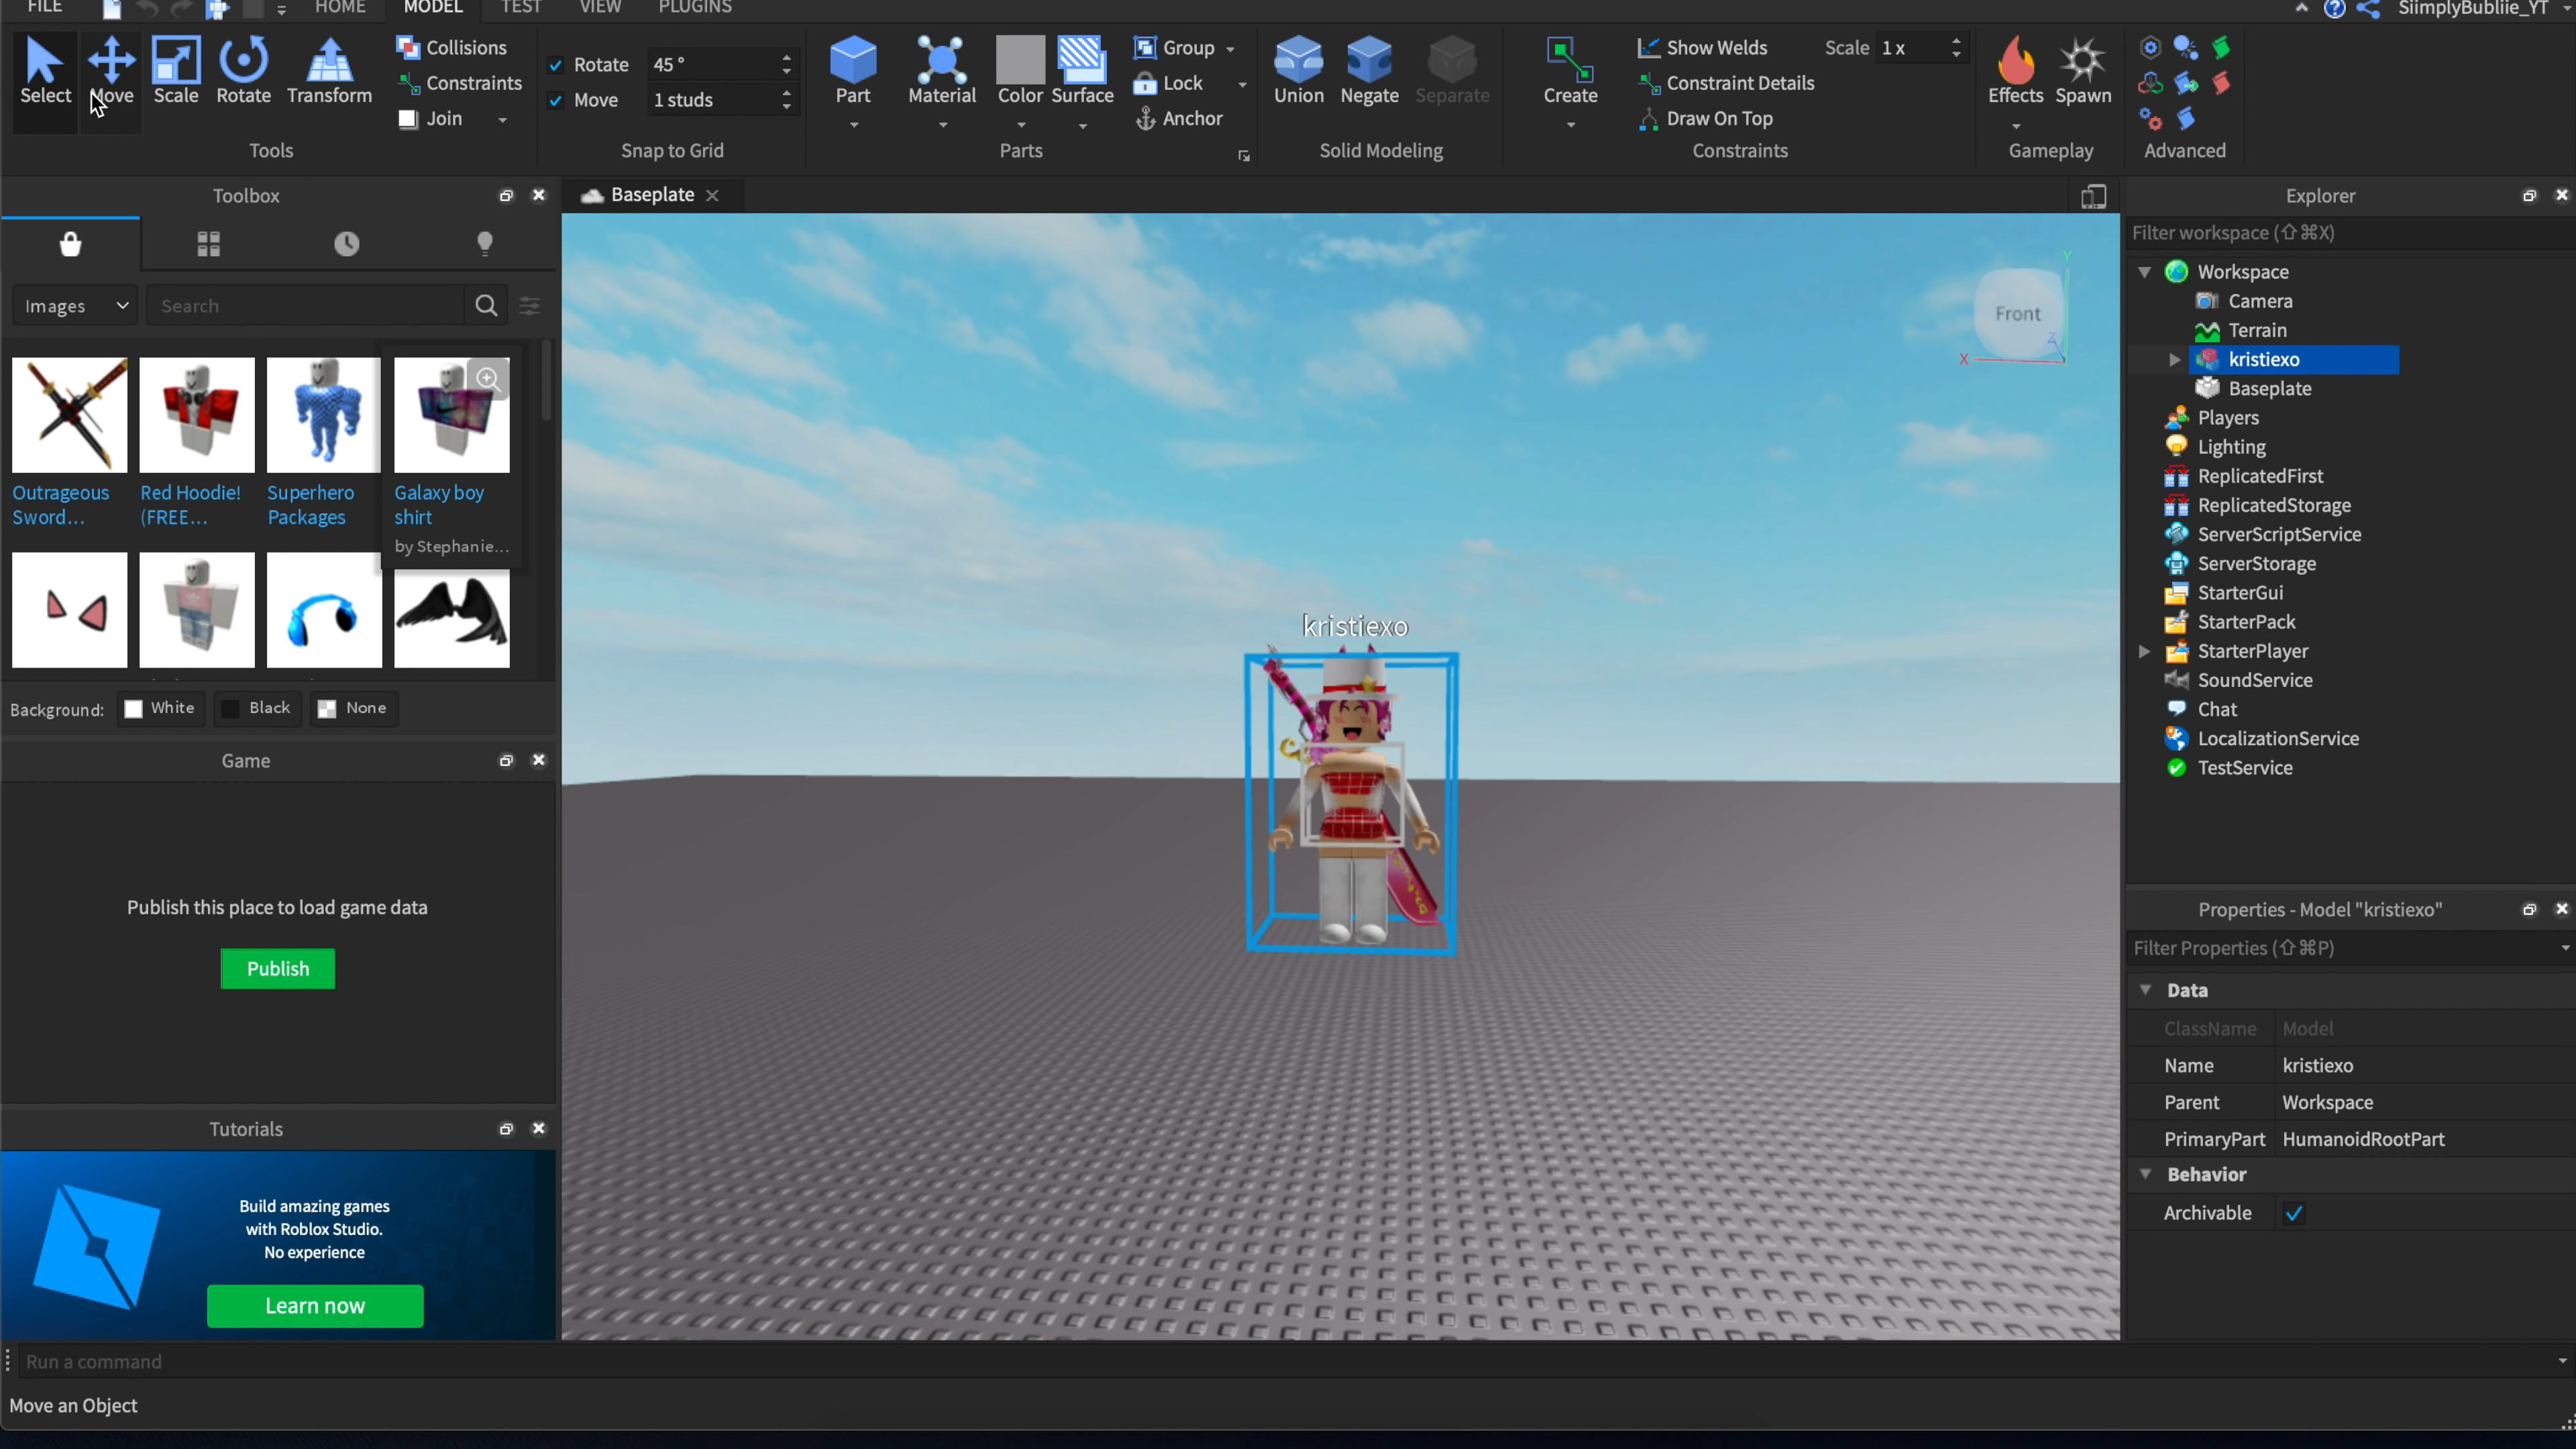 FILE HOME MODEL TEST VIEW PLUGINS SiimplyBubliie_YT
Select Move Scale Rotate Transform
Collisions
Constraints
Join
Tools
Rotate 45 °
Move 1 studs
Snap to Grid
Part Material Color Surface
Group
Lock
Anchor
Parts
Union Negate Separate
Solid Modeling
Create
Show Welds Scale 1 x
Constraint Details
Draw On Top
Constraints
Effects Spawn
Gameplay
Advanced
Toolbox
Images Search
Outrageous
Sword...
Red Hoodie!
(FREE...
Superhero
Packages
Galaxy boy
shirt
by Stephanie...
Background: White Black None
Game
Publish this place to load game data
Publish
Tutorials
Build amazing games
with Roblox Studio.
No experience
Learn now
Baseplate
Front
X
Y
Z
kristiexo
Explorer
Filter workspace (⇧⌘X)
Workspace
Camera
Terrain
kristiexo
Baseplate
Players
Lighting
ReplicatedFirst
ReplicatedStorage
ServerScriptService
ServerStorage
StarterGui
StarterPack
StarterPlayer
SoundService
Chat
LocalizationService
TestService
Properties - Model "kristiexo"
Filter Properties (⇧⌘P)
Data
ClassName Model
Name kristiexo
Parent Workspace
PrimaryPart HumanoidRootPart
Behavior
Archivable
Run a command
Move an Object